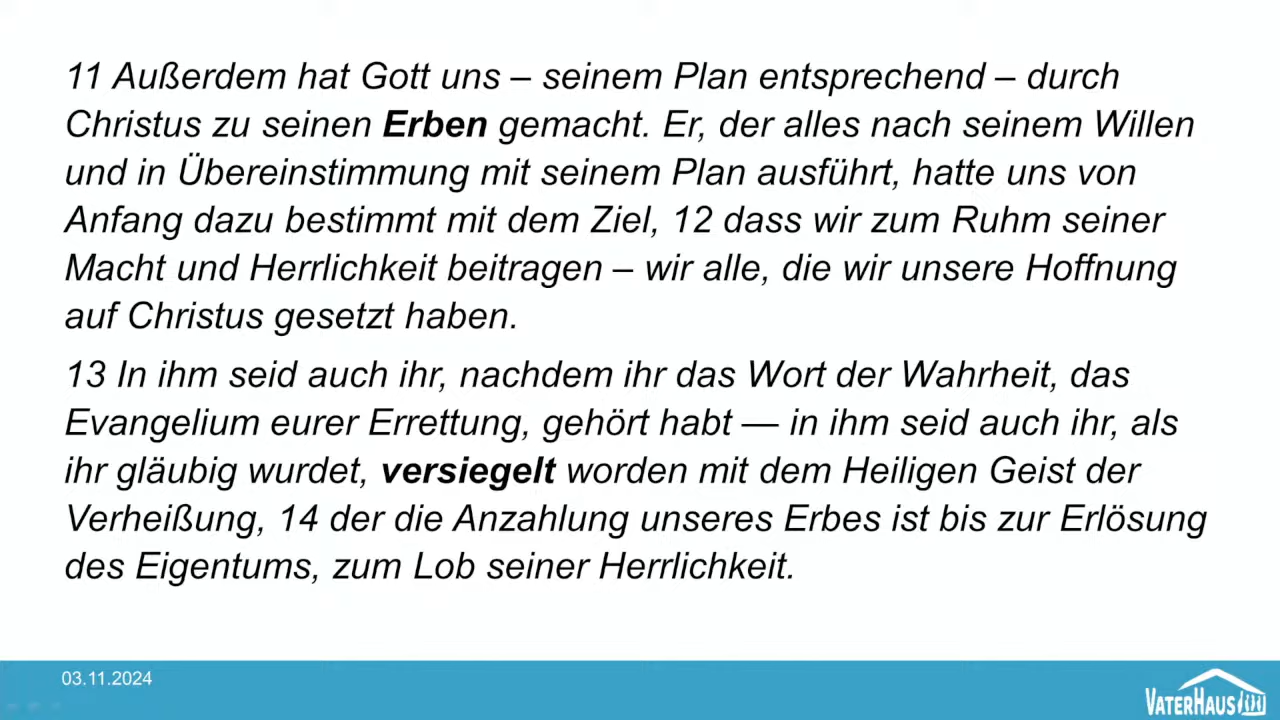 11 Außerdem hat Gott uns – seinem Plan entsprechend – durch
Christus zu seinen Erben gemacht. Er, der alles nach seinem Willen
und in Übereinstimmung mit seinem Plan ausführt, hatte uns von
Anfang dazu bestimmt mit dem Ziel, 12 dass wir zum Ruhm seiner
Macht und Herrlichkeit beitragen – wir alle, die wir unsere Hoffnung
auf Christus gesetzt haben.
13 In ihm seid auch ihr, nachdem ihr das Wort der Wahrheit, das
Evangelium eurer Errettung, gehört habt — in ihm seid auch ihr, als
ihr gläubig wurdet, versiegelt worden mit dem Heiligen Geist der
Verheißung, 14 der die Anzahlung unseres Erbes ist bis zur Erlösung
des Eigentums, zum Lob seiner Herrlichkeit.
03.11.2024
VATERHAUS